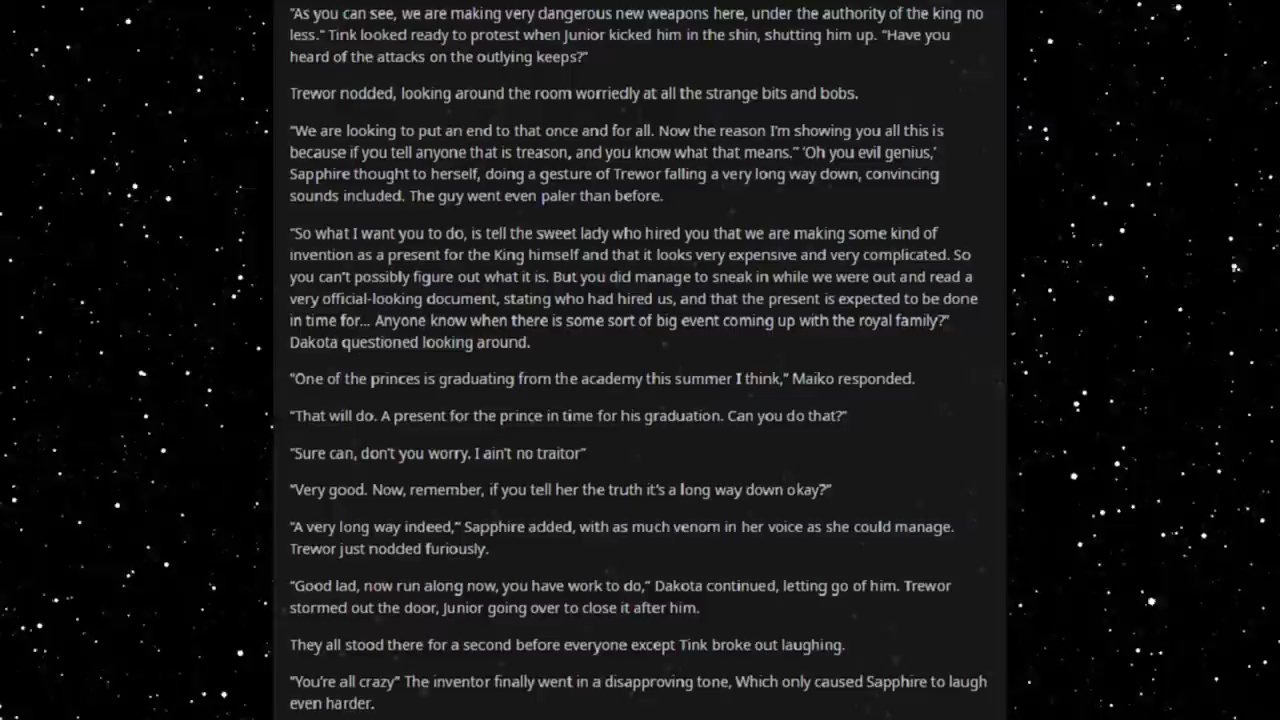 “As you can see, we are making very dangerous new weapons here, under the authority of the king no
less.” Tink looked ready to protest when Junior kicked him in the shin, shutting him up. “Have you
heard of the attacks on the outlying keeps?”
Trewor nodded, looking around the room worriedly at all the strange bits and bobs.
“We are looking to put an end to that once and for all. Now the reason I’m showing you all this is
because if you tell anyone that is treason, and you know what that means.” ‘Oh you evil genius,’
Sapphire thought to herself, doing a gesture of Trewor falling a very long way down, convincing
sounds included. The guy went even paler than before.
“So what I want you to do, is tell the sweet lady who hired you that we are making some kind of
invention as a present for the King himself and that it looks very expensive and very complicated. So
you can’t possibly figure out what it is. But you did manage to sneak in while we were out and read a
very official-looking document, stating who had hired us, and that the present is expected to be done
in time for… Anyone know when there is some sort of big event coming up with the royal family?”
Dakota questioned looking around.
“One of the princes is graduating from the academy this summer I think,” Maiko responded.
“That will do. A present for the prince in time for his graduation. Can you do that?”
“Sure can, don’t you worry. I ain’t no traitor”
“Very good. Now, remember, if you tell her the truth it’s a long way down okay?”
“A very long way indeed,” Sapphire added, with as much venom in her voice as she could manage.
Trewor just nodded furiously.
“Good lad, now run along now, you have work to do,” Dakota continued, letting go of him. Trewor
stormed out the door, Junior going over to close it after him.
They all stood there for a second before everyone except Tink broke out laughing.
“You’re all crazy” The inventor finally went in a disapproving tone, Which only caused Sapphire to laugh
even harder.